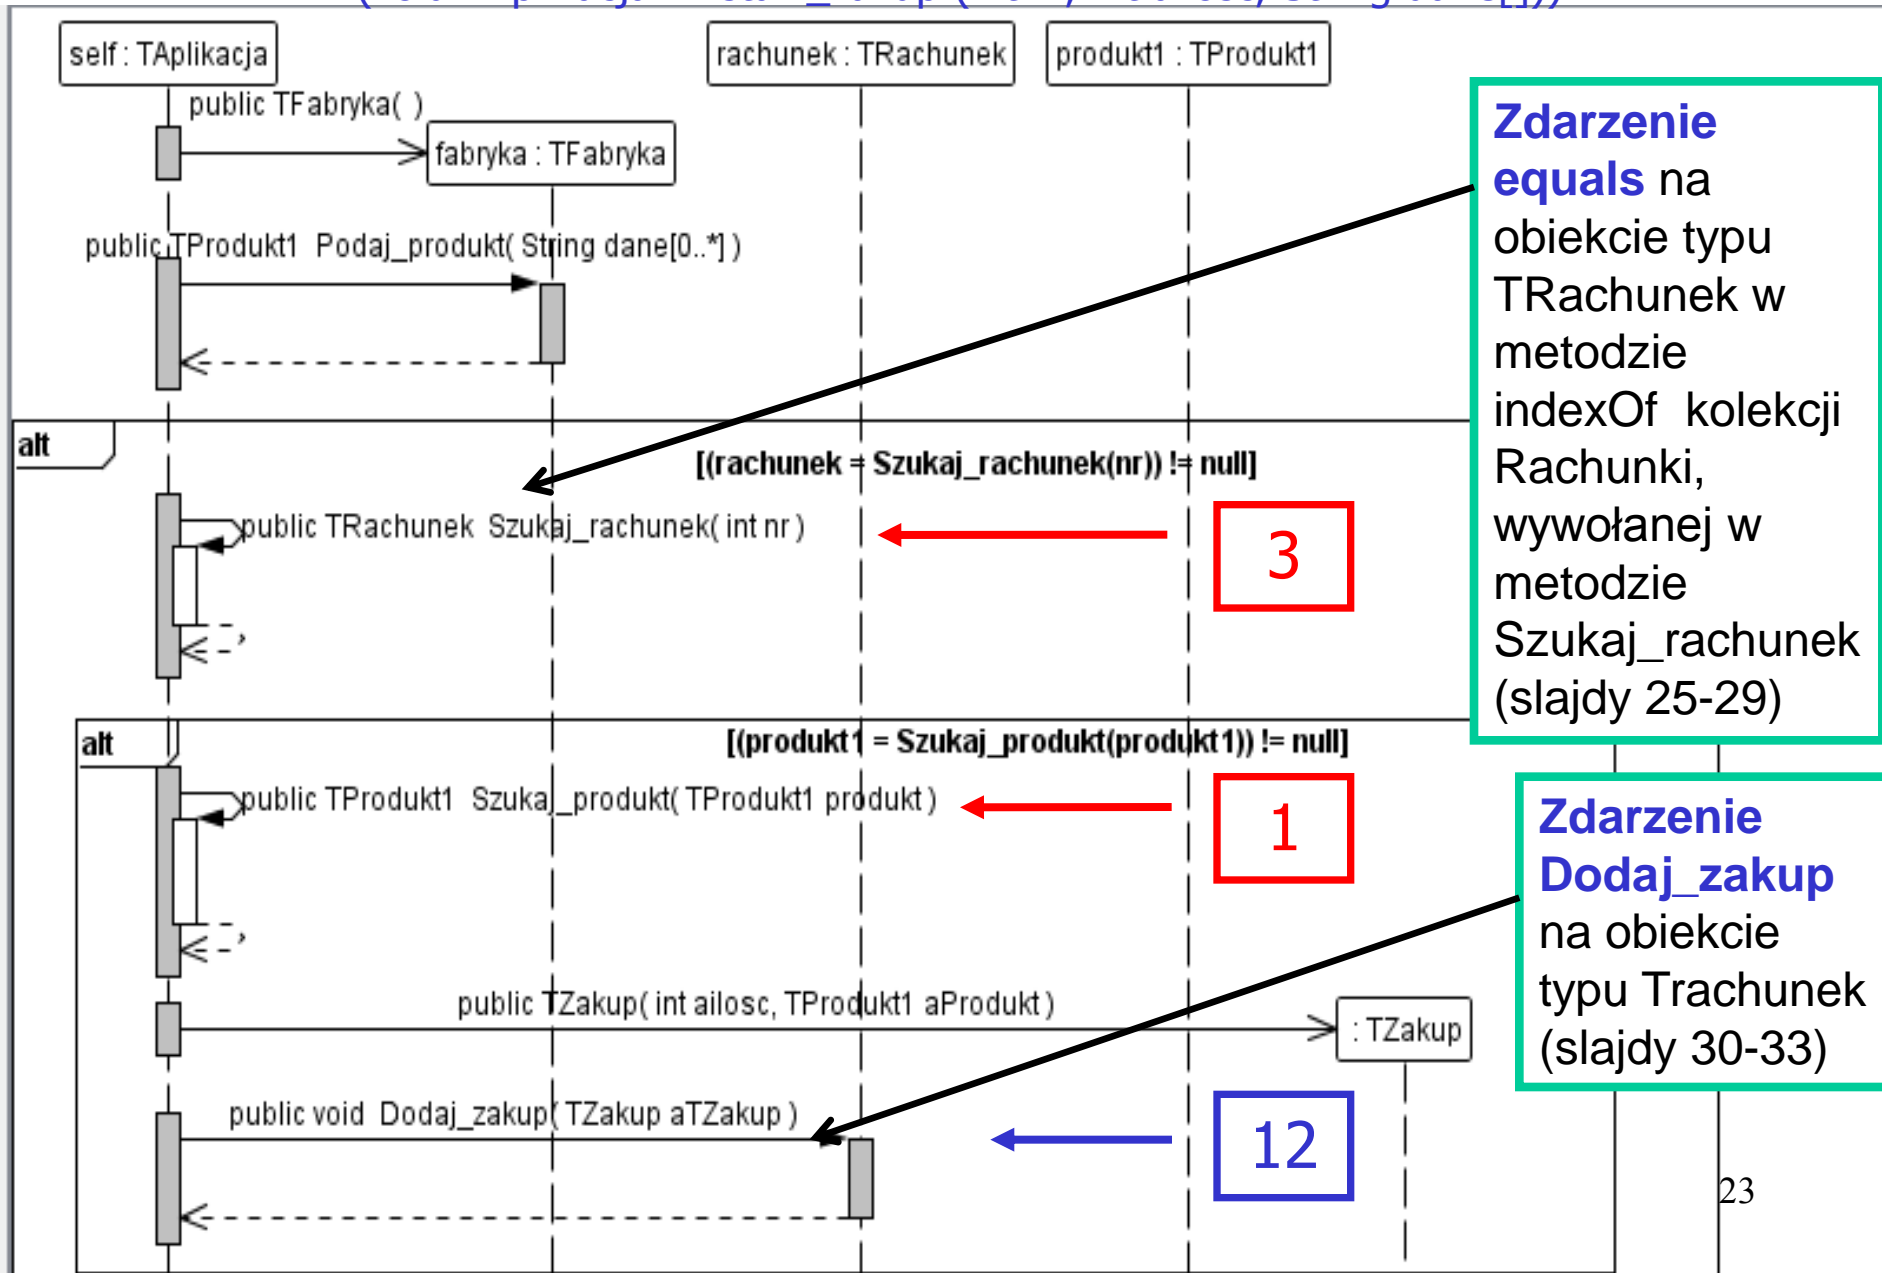 self : TAplikacja
rachunek : TRachunek
produkt1 : TProdukt1
public TFabryka( )
fabryka : TFabryka
public TProdukt1 Podaj_produkt( String dane[0..*] )
Zdarzenie
equals na
obiekcie typu
TRachunek w
metodzie
indexOf kolekcji
Rachunki,
wywołanej w
metodzie
Szukaj_rachunek
(slajdy 25-29)
alt
[(rachunek = Szukaj_rachunek(nr)) != null]
public TRachunek Szukaj_rachunek( int nr )
3
alt
[(produkt1 = Szukaj_produkt(produkt1)) != null]
public TProdukt1 Szukaj_produkt( TProdukt1 produkt )
1
Zdarzenie
Dodaj_zakup
na obiekcie
typu Trachunek
(slajdy 30-33)
public TZakup( int ailosc, TProdukt1 aProdukt )
: TZakup
public void Dodaj_zakup( TZakup aTZakup )
12
23